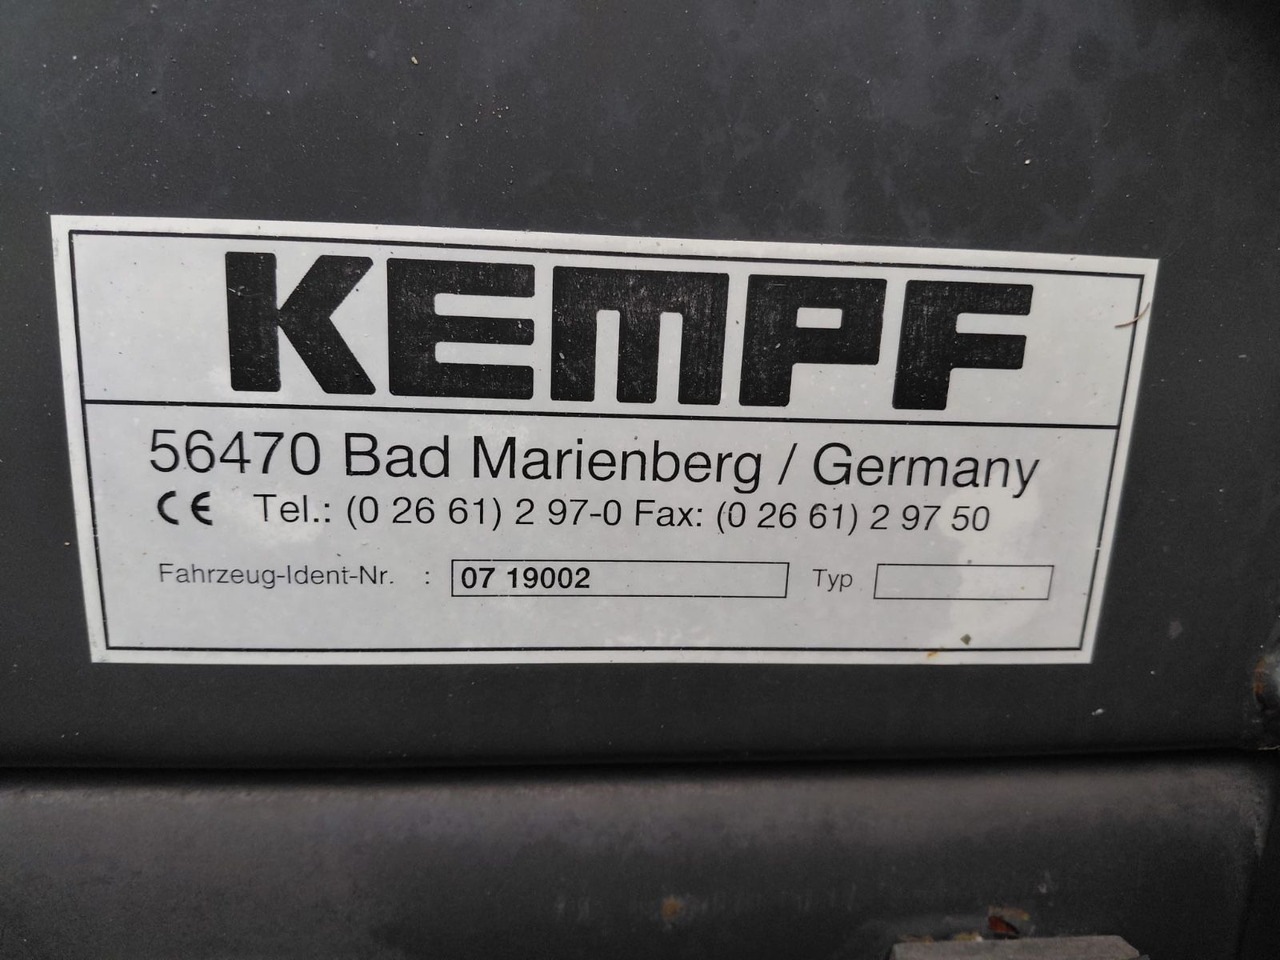 KEMPF
56470 Bad Marienberg / Germany
CE Tel.: (0 26 61) 2 97-0 Fax: (0 26 61) 2 97 50
Fahrzeug-Ident-Nr. : 07 19002 Typ